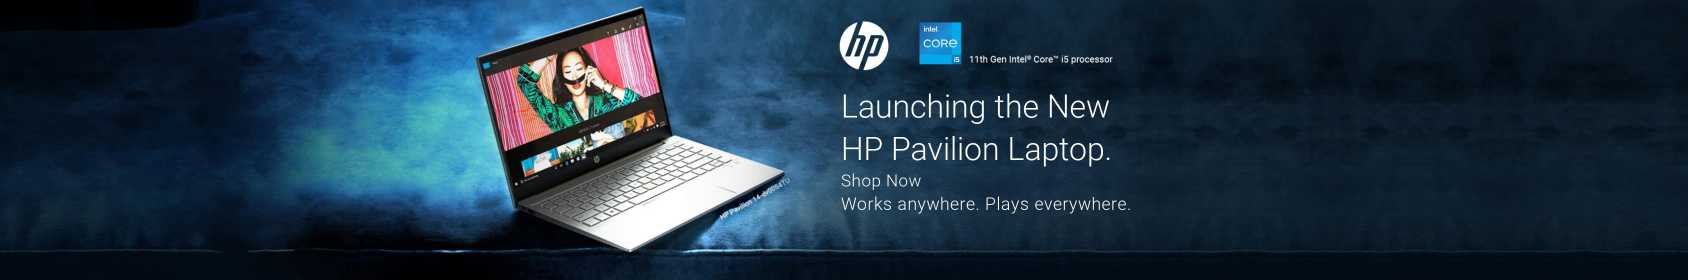 hp
intel
CORE
i5
11th Gen Intel® Core™ i5 processor
Launching the New
HP Pavilion Laptop.
Shop Now
Works anywhere. Plays everywhere.